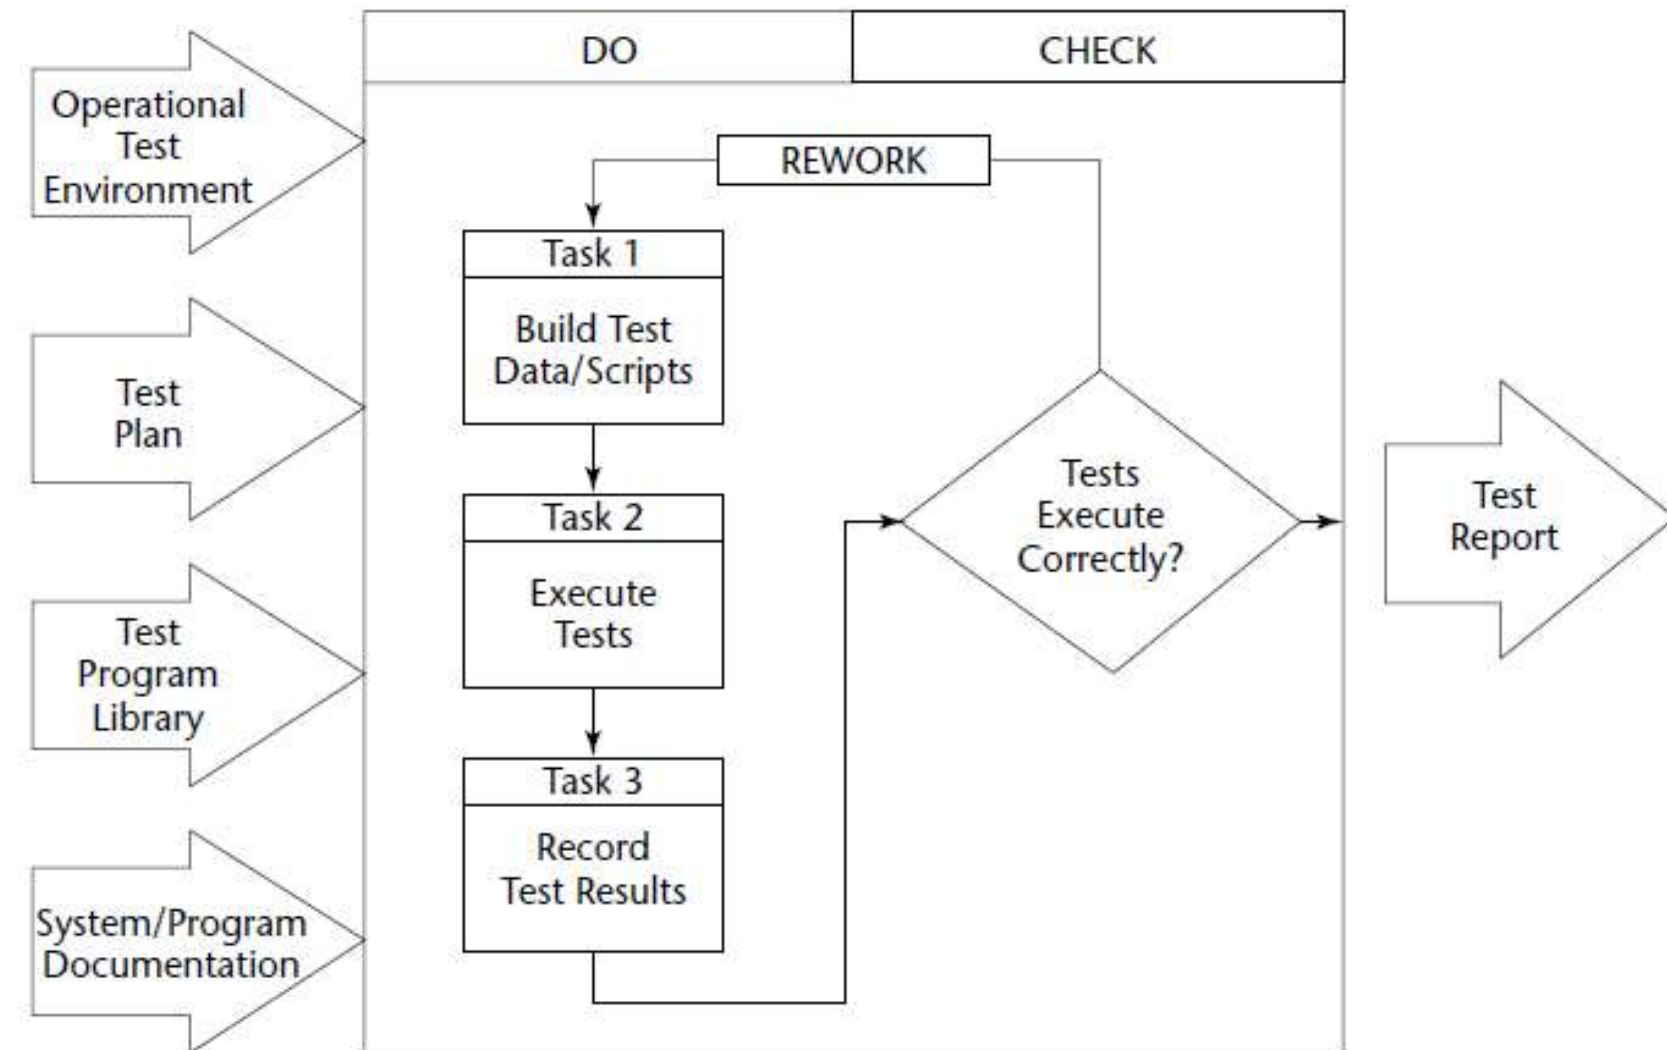 DO
CHECK
Operational
Test
Environment
Test
Plan
Test
Program
Library
System/Program
Documentation
REWORK
Task 1
Build Test
Data/Scripts
Task 2
Execute
Tests
Task 3
Record
Test Results
Tests
Execute
Correctly?
Test
Report